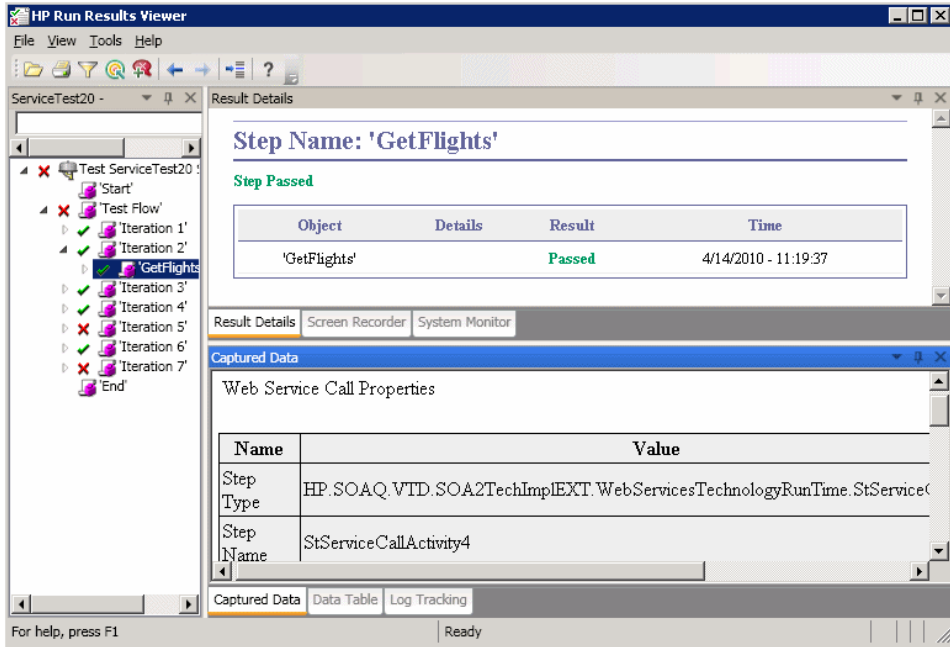 HP Run Results Viewer
File View Tools Help
?
ServiceTest20 -
Test ServiceTest20
'Start'
'Test Flow'
'Iteration 1'
'Iteration 2'
'GetFlights
'Iteration 3'
'Iteration 4'
'Iteration 5'
'Iteration 6'
'Iteration 7'
'End'
Result Details
Step Name: 'GetFlights'
Step Passed
Object Details Result Time
'GetFlights' Passed 4/14/2010 - 11:19:37
Result Details Screen Recorder System Monitor
Captured Data
Web Service Call Properties
Name Value
Step
Type
HP.SOAQ.VTD.SOA2TechImplEXT.WebServicesTechnologyRunTime.StService
Step
Name
StServiceCallActivity4
Captured Data Data Table Log Tracking
For help, press F1 Ready